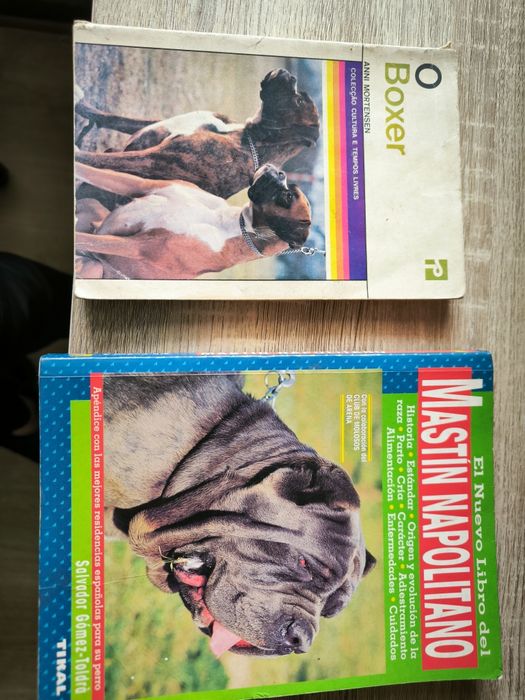 O
Boxer
ANNI MORTENSEN
COLECÇÃO CULTURA E TEMPOS LIVRES
P
El Nuevo Libro del
MASTÍN NAPOLITANO
Historia • Estándar • Origen y evolución de la
raza • Parto • Cría • Carácter • Adiestramiento
Alimentación • Enfermedades • Cuidados
Con la colaboración del
CLUB DE MOLOSOS
DE ARENA
Apéndice con las mejores residencias españolas para su perro
Salvador Gómez-Toldrà
TIKAL